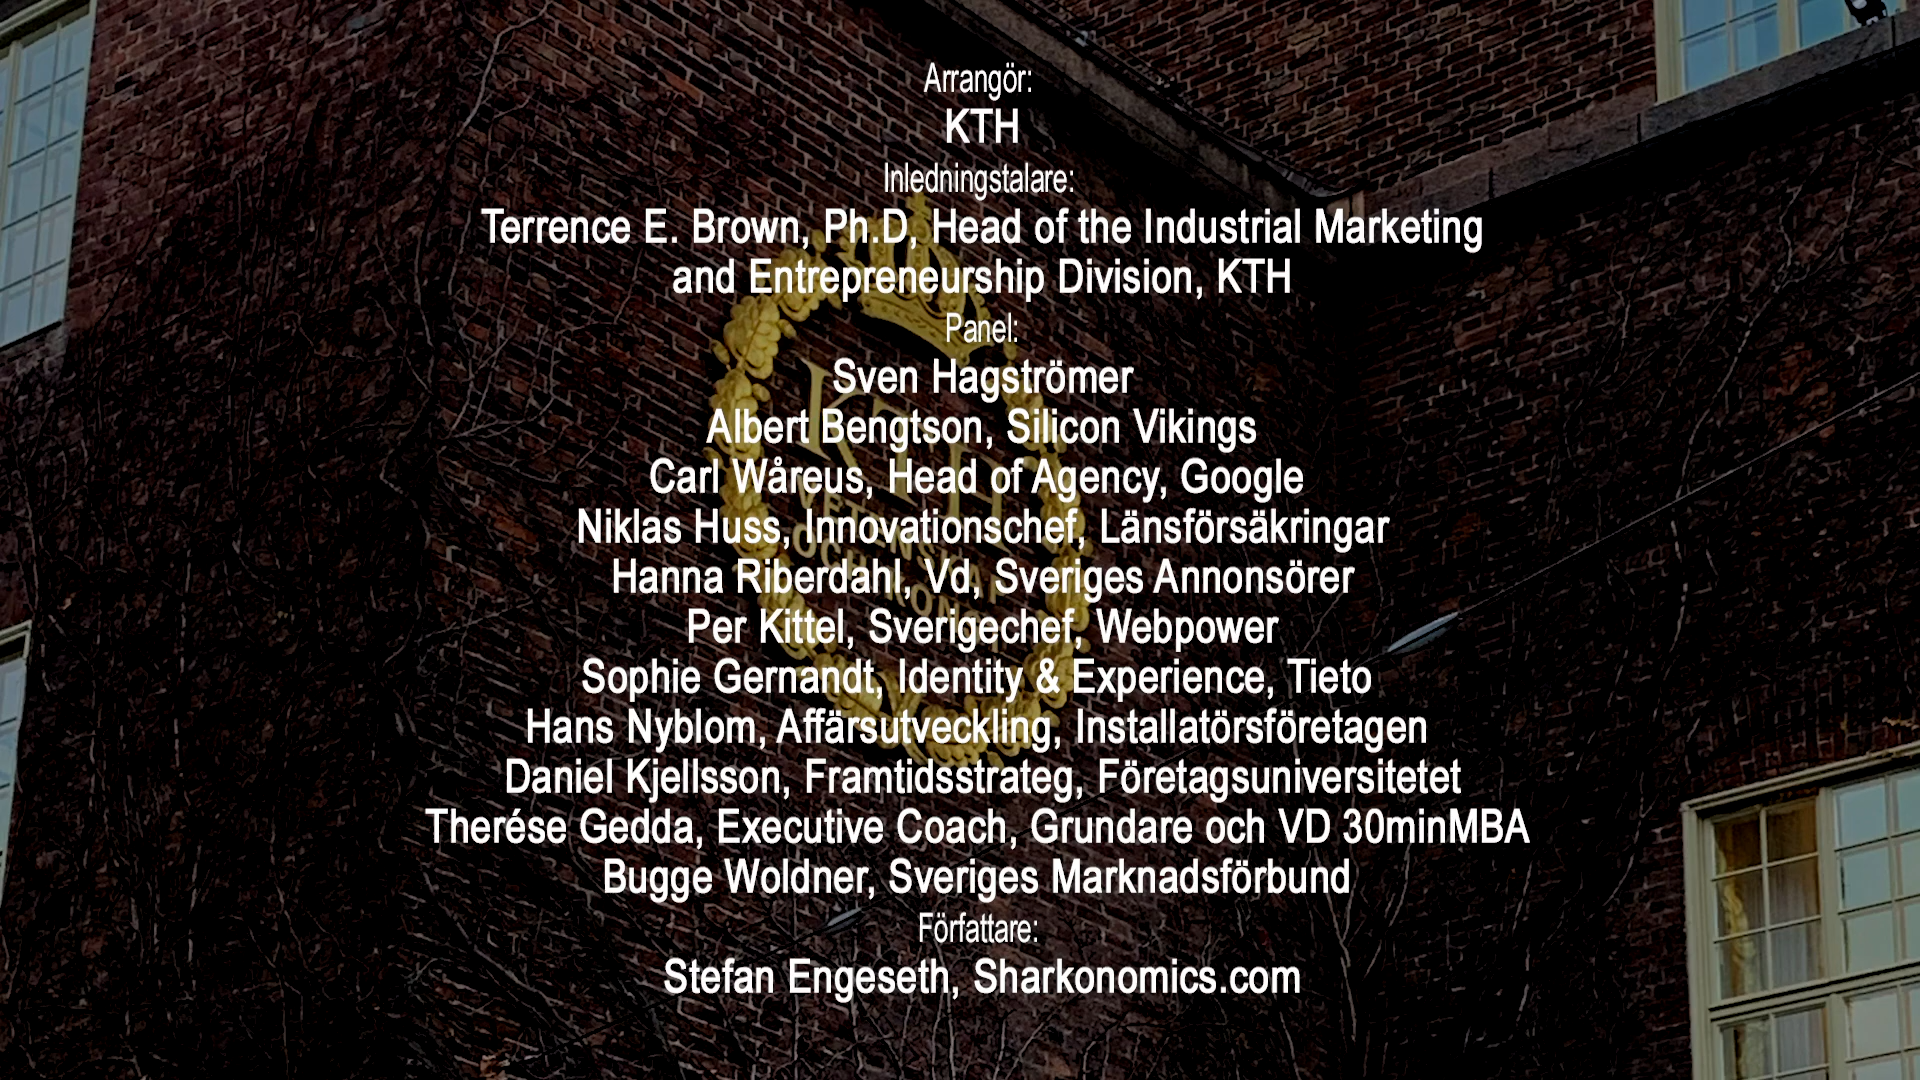 Arrangör:
KTH
Inledningstalare:
Terrence E. Brown, Ph.D, Head of the Industrial Marketing
and Entrepreneurship Division, KTH
Panel:
Sven Hagströmer
Albert Bengtson, Silicon Vikings
Carl Wåreus, Head of Agency, Google
Niklas Huss, Innovationschef, Länsförsäkringar
Hanna Riberdahl, Vd, Sveriges Annonsörer
Per Kittel, Sverigechef, Webpower
Sophie Gernandt, Identity & Experience, Tieto
Hans Nyblom, Affärsutveckling, Installatörsföretagen
Daniel Kjellsson, Framtidsstrateg, Företagsuniversitetet
Therése Gedda, Executive Coach, Grundare och VD 30minMBA
Bugge Woldner, Sveriges Marknadsförbund
Författare:
Stefan Engeseth, Sharkonomics.com
KTH